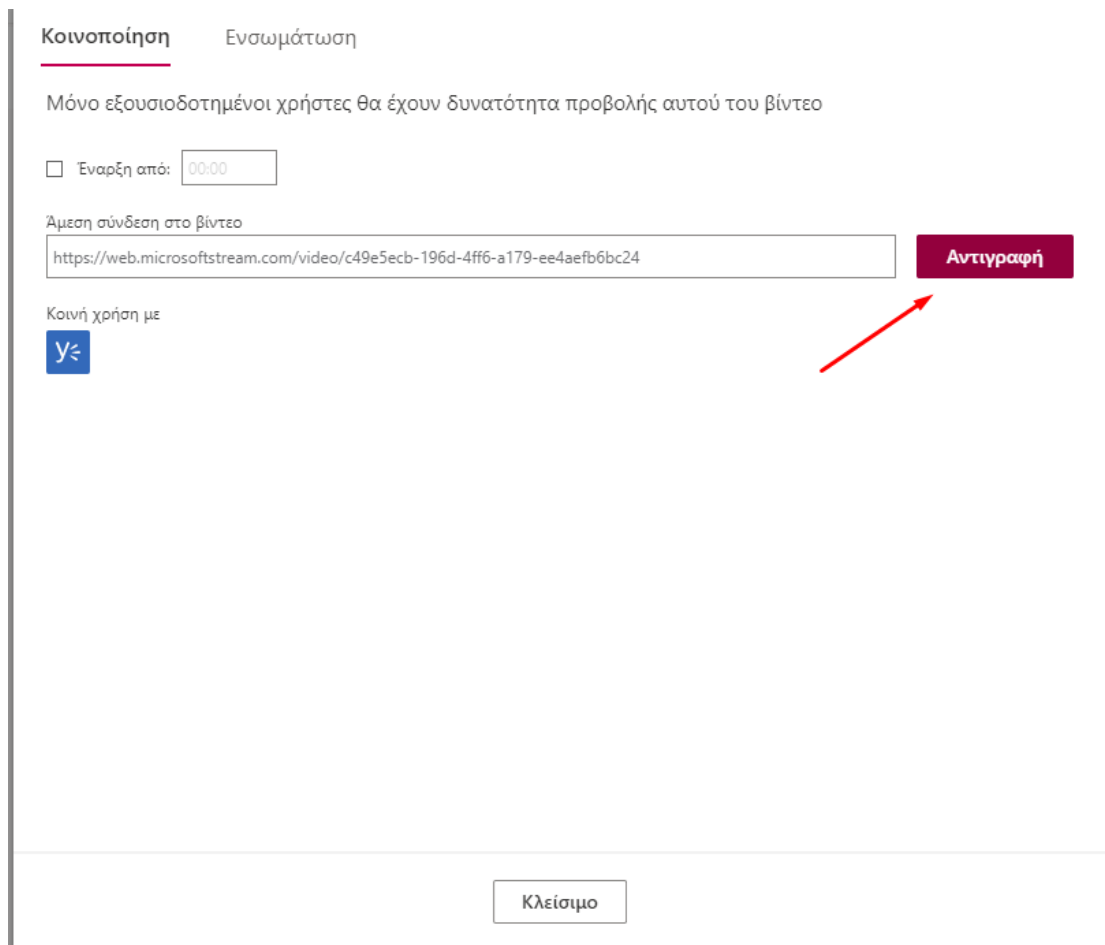 Κοινοποίηση Ενσωμάτωση
Μόνο εξουσιοδοτημένοι χρήστες θα έχουν δυνατότητα προβολής αυτού του βίντεο
Έναρξη από: 00:00
Άμεση σύνδεση στο βίντεο
https://web.microsoftstream.com/video/c49e5ecb-196d-4ff6-a179-ee4aefb6bc24 Αντιγραφή
Κοινή χρήση με
y
Κλείσιμο